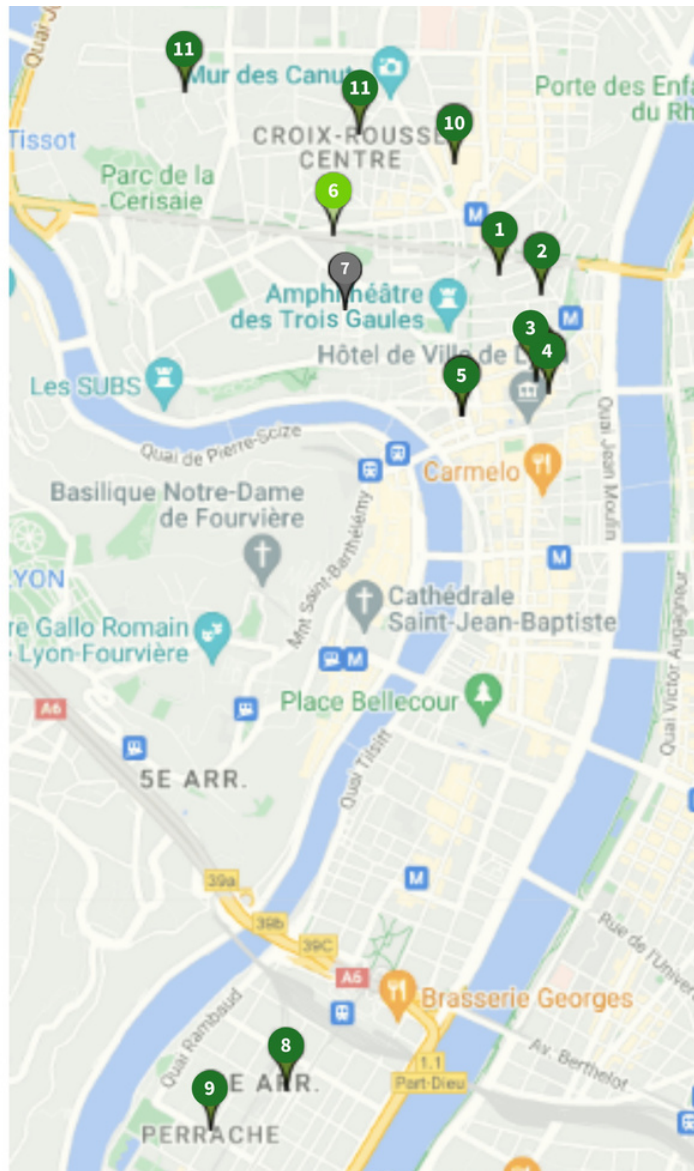 Quai J
11
Mur des Canut
11
Porte des Enfa
du Rh
10
Tissot
CROIX-ROUSSE
CENTRE
Parc de la
Cerisaie
6
M
1
2
7
Amphithéâtre
des Trois Gaules
M
3
Hôtel de Ville de L
4
5
Les SUBS
Quai de Pierre-Scize
Quai Jean Moulin
Carmelo
Basilique Notre-Dame
de Fourvière
Mnt Saint-Barthélémy
M
LYON
Cathédrale
Saint-Jean-Baptiste
re Gallo Romain
Lyon-Fourvière
M
Quai Victor Augagneur
Place Bellecour
A6
Quai Tilsitt
5E ARR.
39a
M
39b
39C
Rue de l'Univer
A6
Brasserie Georges
Quai Rambaud
8
Av. Berthelot
1.1
Part-Dieu
E ARR.
9
PERRACHE